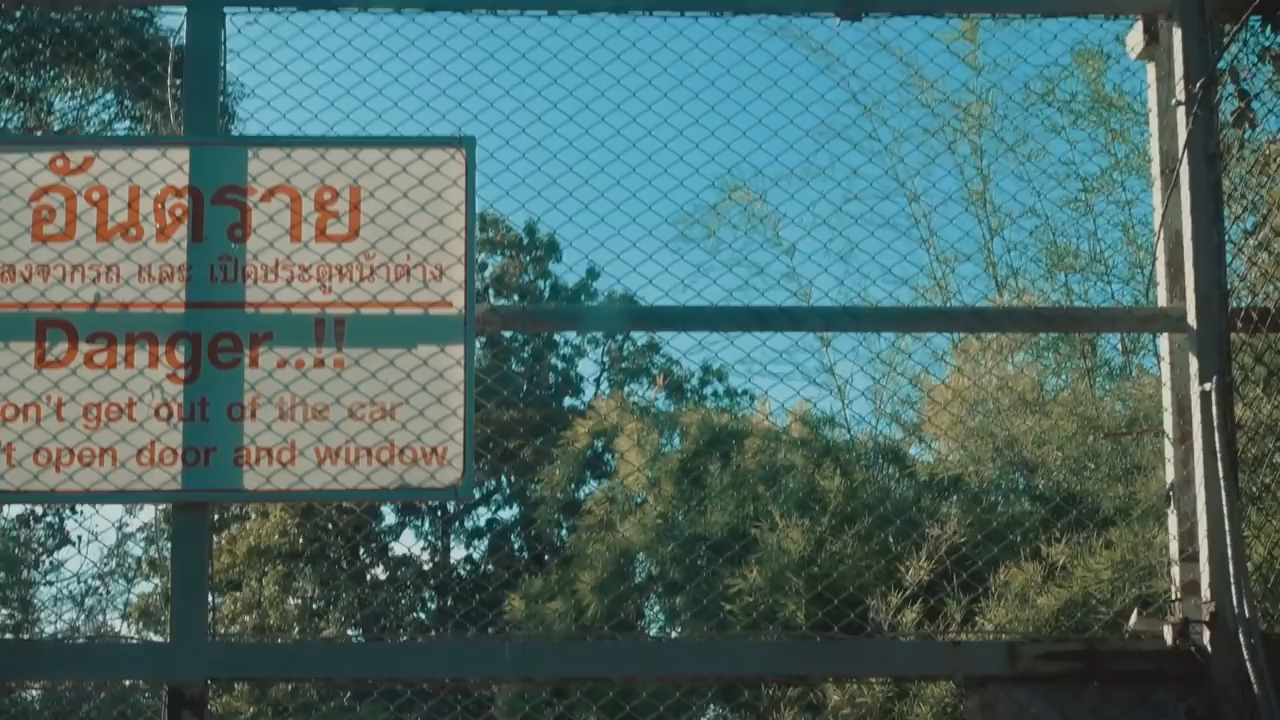 อันตราย
ลงจากรถ และ เปิดประตูหน้าต่าง
Danger..!!
on't get out of the car
't open door and window